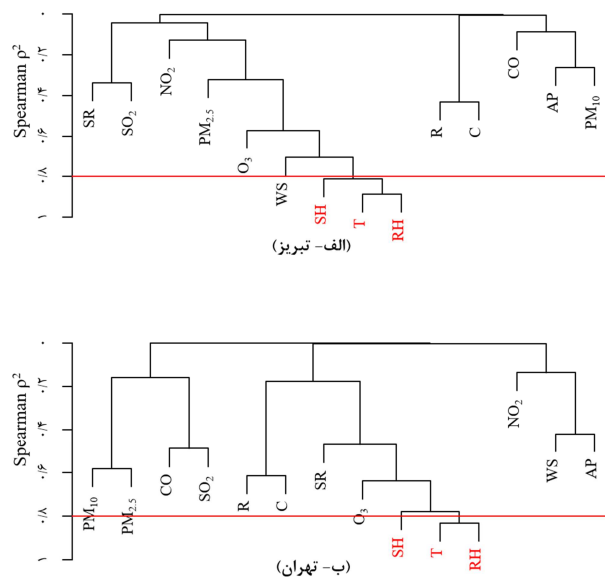 Spearman ρ²
۰
۰/۲
۰/۴
۰/۶
۰/۸
۱
SR
SO₂
NO₂
PM₂.₅
O₃
WS
SH
T
RH
R
C
CO
AP
PM₁₀
(الف- تبریز)
Spearman ρ²
۰
۰/۲
۰/۴
۰/۶
۰/۸
۱
PM₁₀
PM₂.₅
CO
SO₂
R
C
SR
O₃
SH
T
RH
NO₂
WS
AP
(ب- تهران)